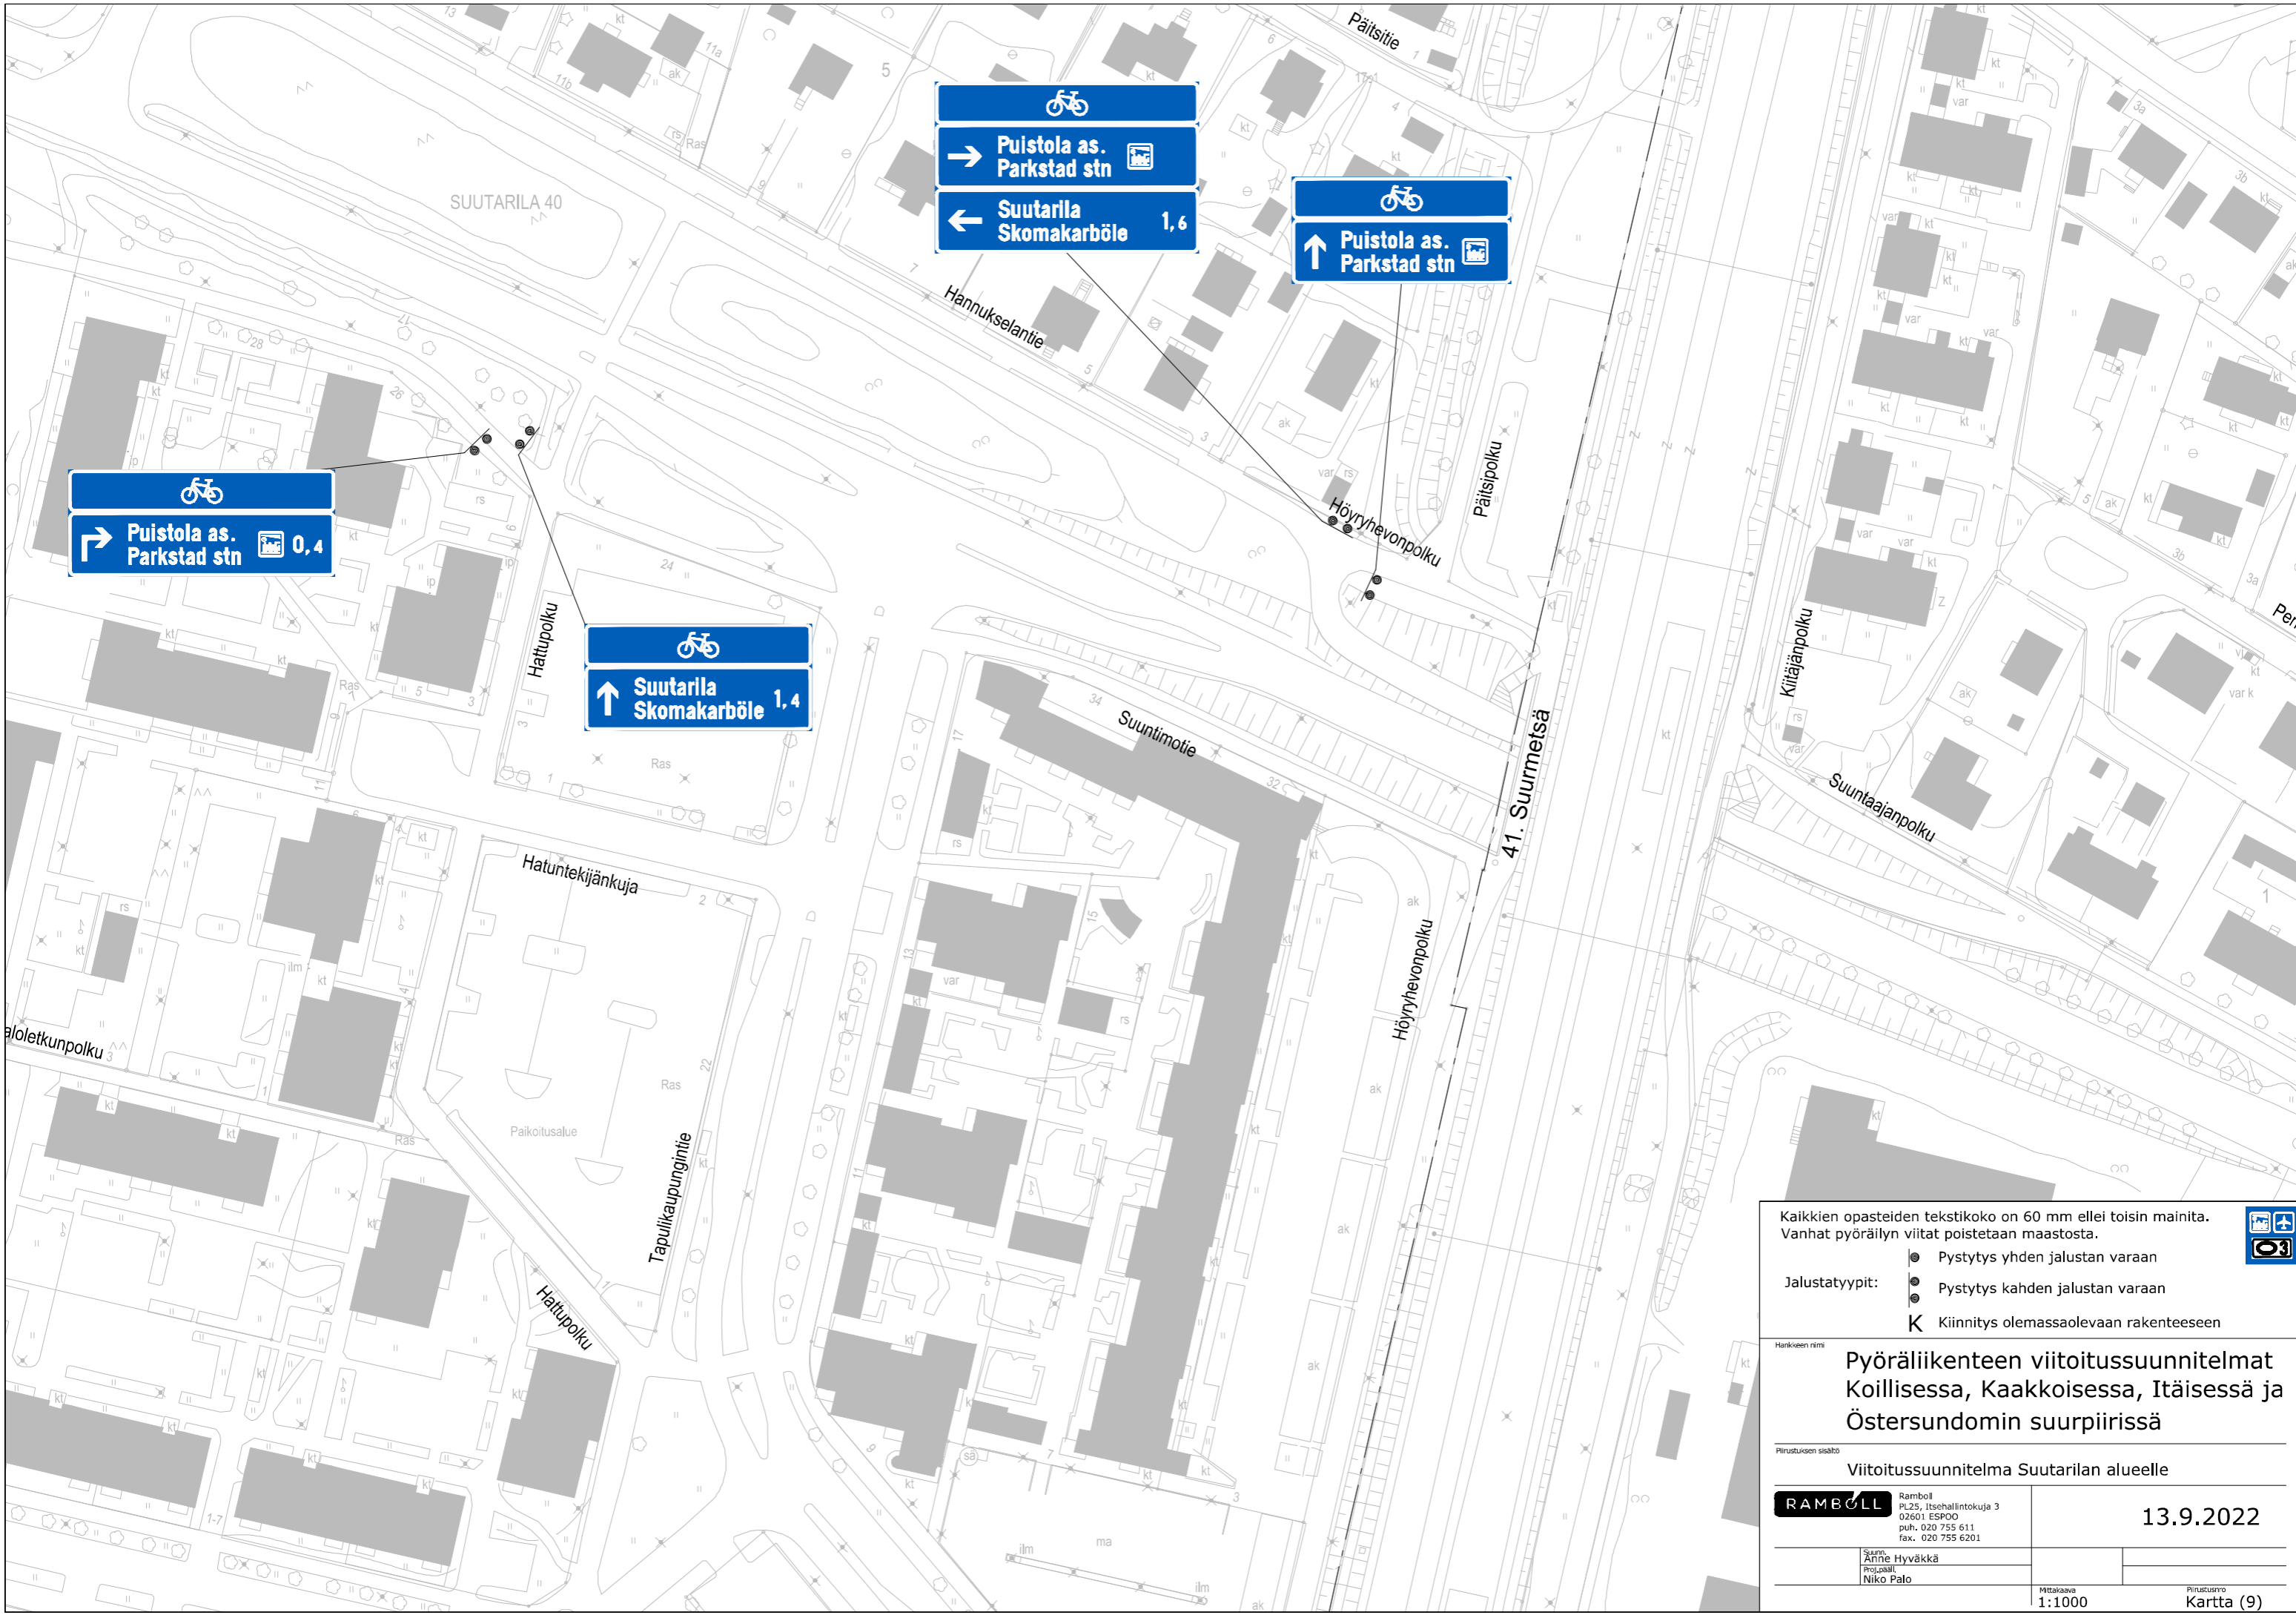 Päitsitie
SUUTARILA 40
Puistola as.
Parkstad stn
Suutarila 1,6
Skomakarböle
Puistola as.
Parkstad stn
Hannukselantie
Päitsipolku
Höyryhevonpolku
Puistola as.
Parkstad stn 0,4
Hattupolku
Suutarila
Skomakarböle 1,4
Suuntimotie
41. Suurmetsä
Kiitäjänpolku
Suuntaajanpolku
Hatuntekijänkuja
Höyryhevonpolku
aloletkunpolku
Paikoitusalue
Tapulikaupungintie
Hattupolku
Kaikkien opasteiden tekstikoko on 60 mm ellei toisin mainita.
Vanhat pyöräilyn viitat poistetaan maastosta.
Jalustatyypit:
Pystytys yhden jalustan varaan
Pystytys kahden jalustan varaan
K Kiinnitys olemassaolevaan rakenteeseen
Hankkeen nimi
Pyöräliikenteen viitoitussuunnitelmat
Koillisessa, Kaakkoisessa, Itäisessä ja
Östersundomin suurpiirissä
Piirustuksen sisältö
Viitoitussuunnitelma Suutarilan alueelle
RAMBOLL
Ramboll
PL25, Itsehallintokuja 3
02601 ESPOO
puh. 020 755 611
fax. 020 755 6201
13.9.2022
Suunn.
Anne Hyväkkä
Proj.pääll.
Niko Palo
Mittakaava
1:1000
Piirustusnro
Kartta (9)